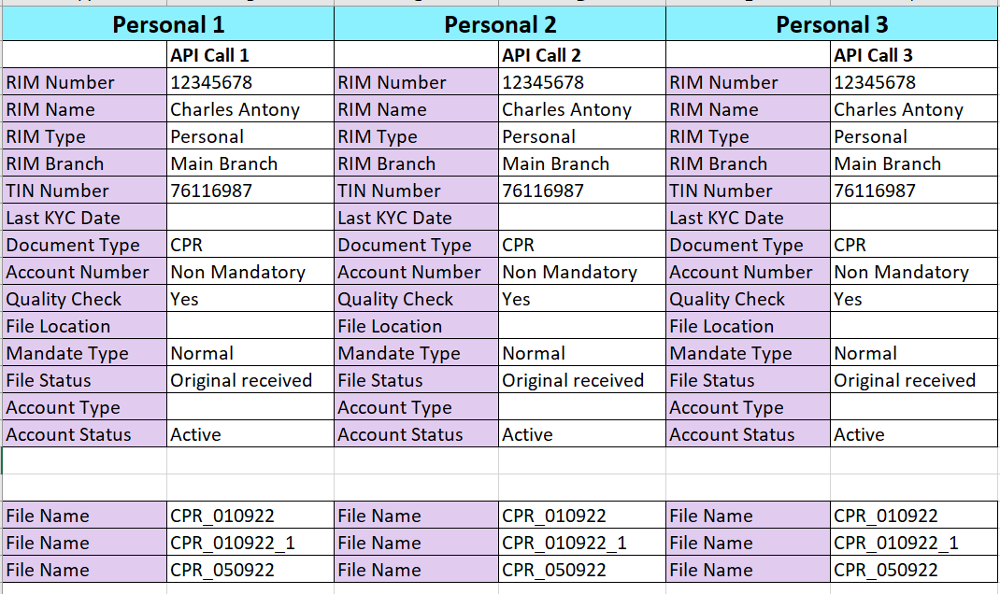 Personal 1 Personal 2 Personal 3
API Call 1 API Call 2 API Call 3
RIM Number 12345678 RIM Number 12345678 RIM Number 12345678
RIM Name Charles Antony RIM Name Charles Antony RIM Name Charles Antony
RIM Type Personal RIM Type Personal RIM Type Personal
RIM Branch Main Branch RIM Branch Main Branch RIM Branch Main Branch
TIN Number 76116987 TIN Number 76116987 TIN Number 76116987
Last KYC Date Last KYC Date Last KYC Date
Document Type CPR Document Type CPR Document Type CPR
Account Number Non Mandatory Account Number Non Mandatory Account Number Non Mandatory
Quality Check Yes Quality Check Yes Quality Check Yes
File Location File Location File Location
Mandate Type Normal Mandate Type Normal Mandate Type Normal
File Status Original received File Status Original received File Status Original received
Account Type Account Type Account Type
Account Status Active Account Status Active Account Status Active
File Name CPR_010922 File Name CPR_010922 File Name CPR_010922
File Name CPR_010922_1 File Name CPR_010922_1 File Name CPR_010922_1
File Name CPR_050922 File Name CPR_050922 File Name CPR_050922